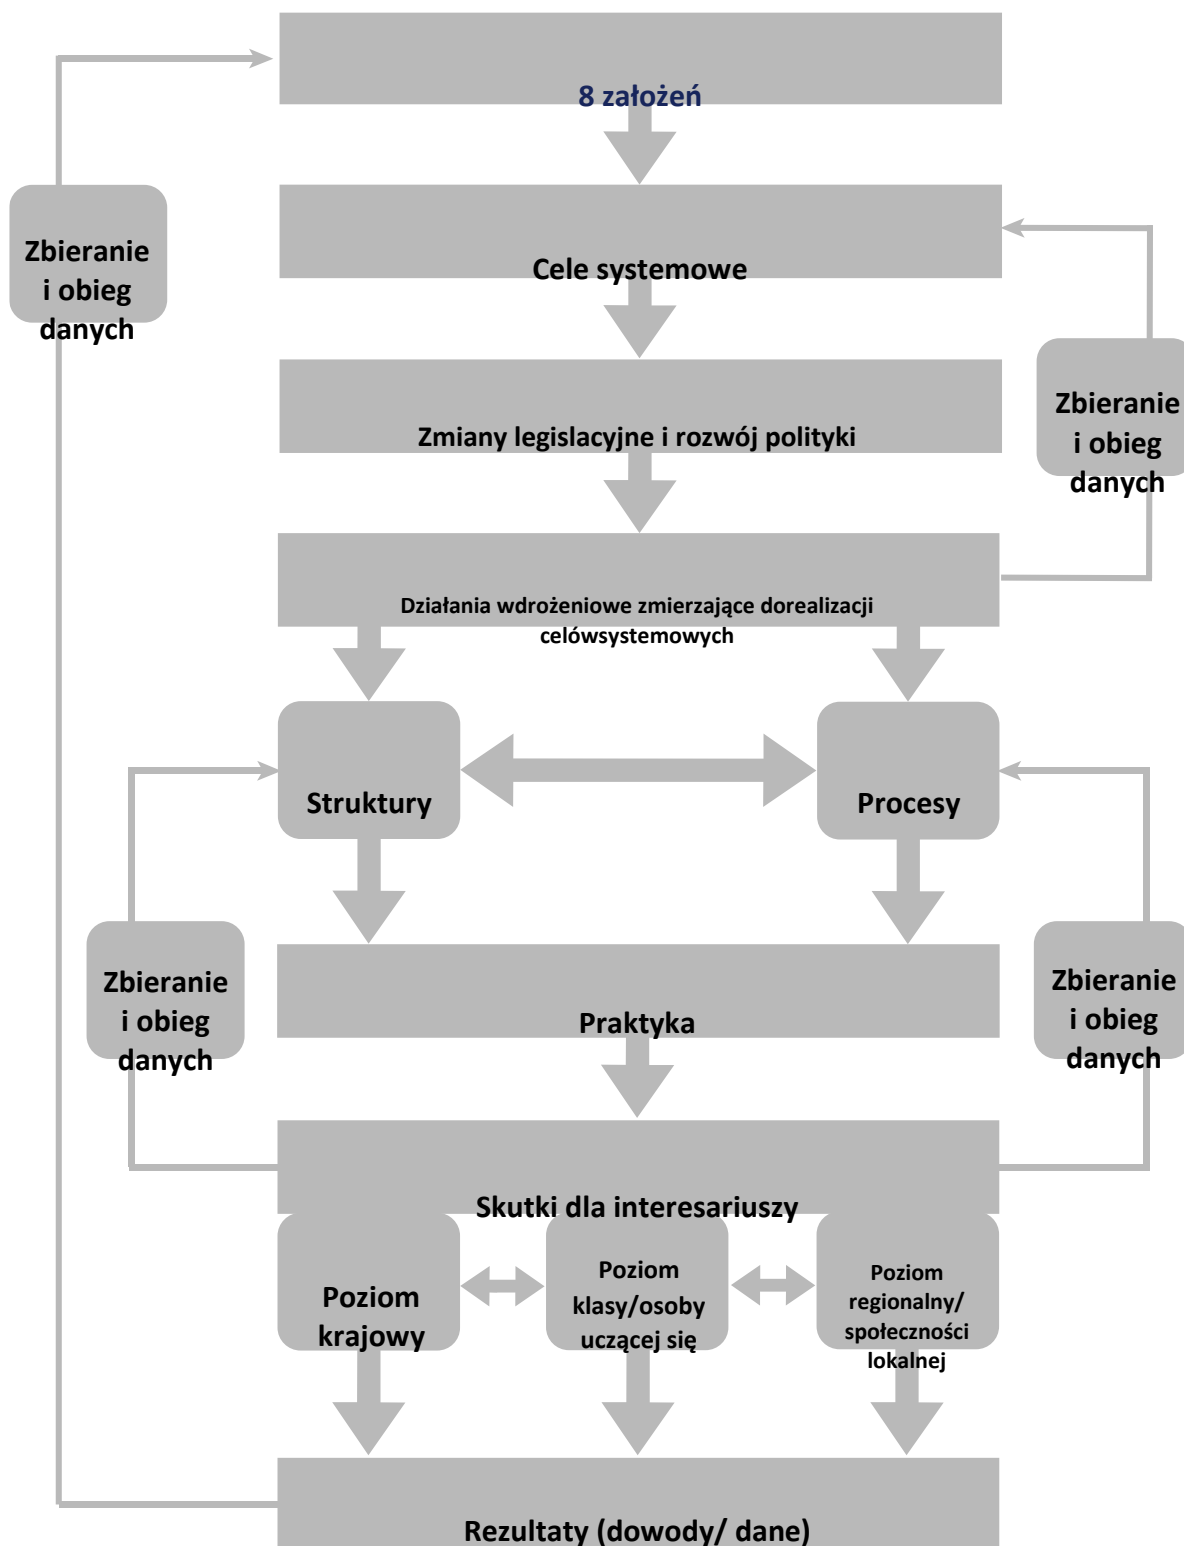 8 założeń
Zbieranie
i obieg
danych
Cele systemowe
Zmiany legislacyjne i rozwój polityki
Zbieranie
i obieg
danych
Działania wdrożeniowe zmierzające dorealizacji
celówsystemowych
Struktury
Procesy
Zbieranie
i obieg
danych
Praktyka
Zbieranie
i obieg
danych
Skutki dla interesariuszy
Poziom
krajowy
Poziom
klasy/osoby
uczącej się
Poziom
regionalny/
społeczności
lokalnej
Rezultaty (dowody/ dane)